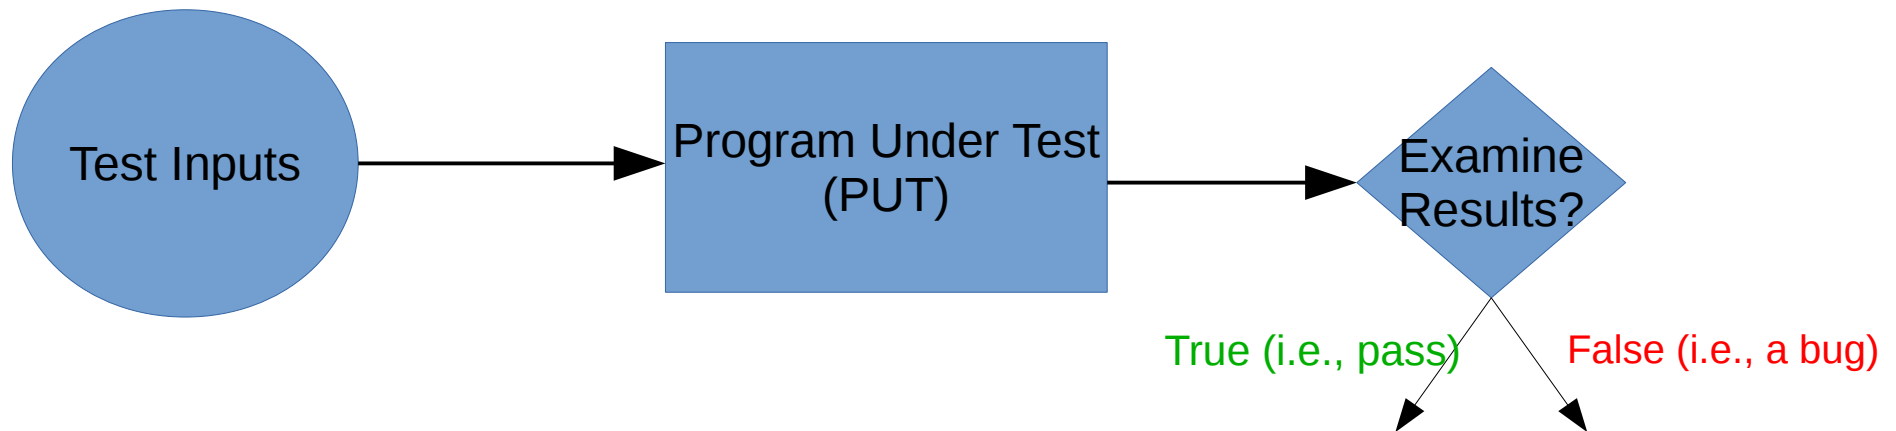 Test Inputs
Program Under Test
(PUT)
Examine
Results?
True (i.e., pass)
False (i.e., a bug)